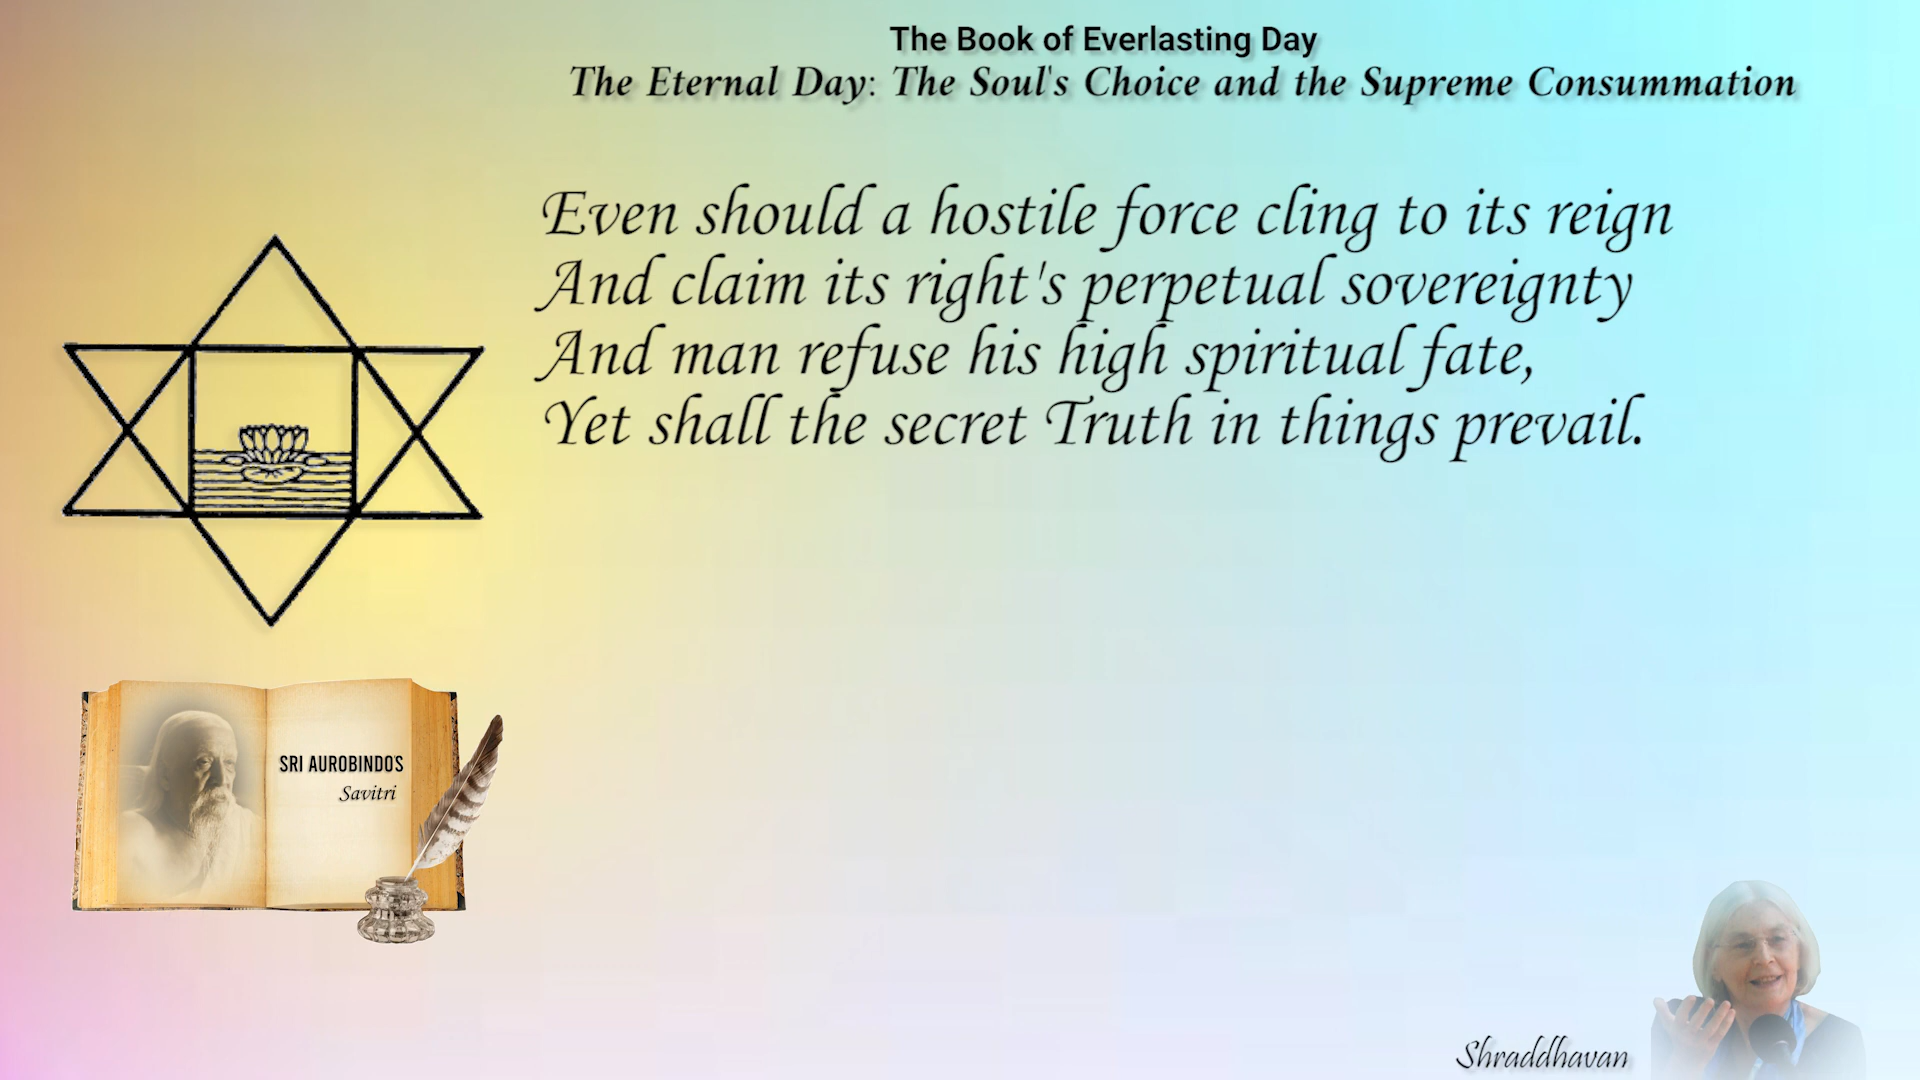 The Book of Everlasting Day
The Eternal Day: The Soul's Choice and the Supreme Consummation
Even should a hostile force cling to its reign
And claim its right's perpetual sovereignty
And man refuse his high spiritual fate,
Yet shall the secret Truth in things prevail.
SRI AUROBINDO'S
Savitri
Shraddhavan